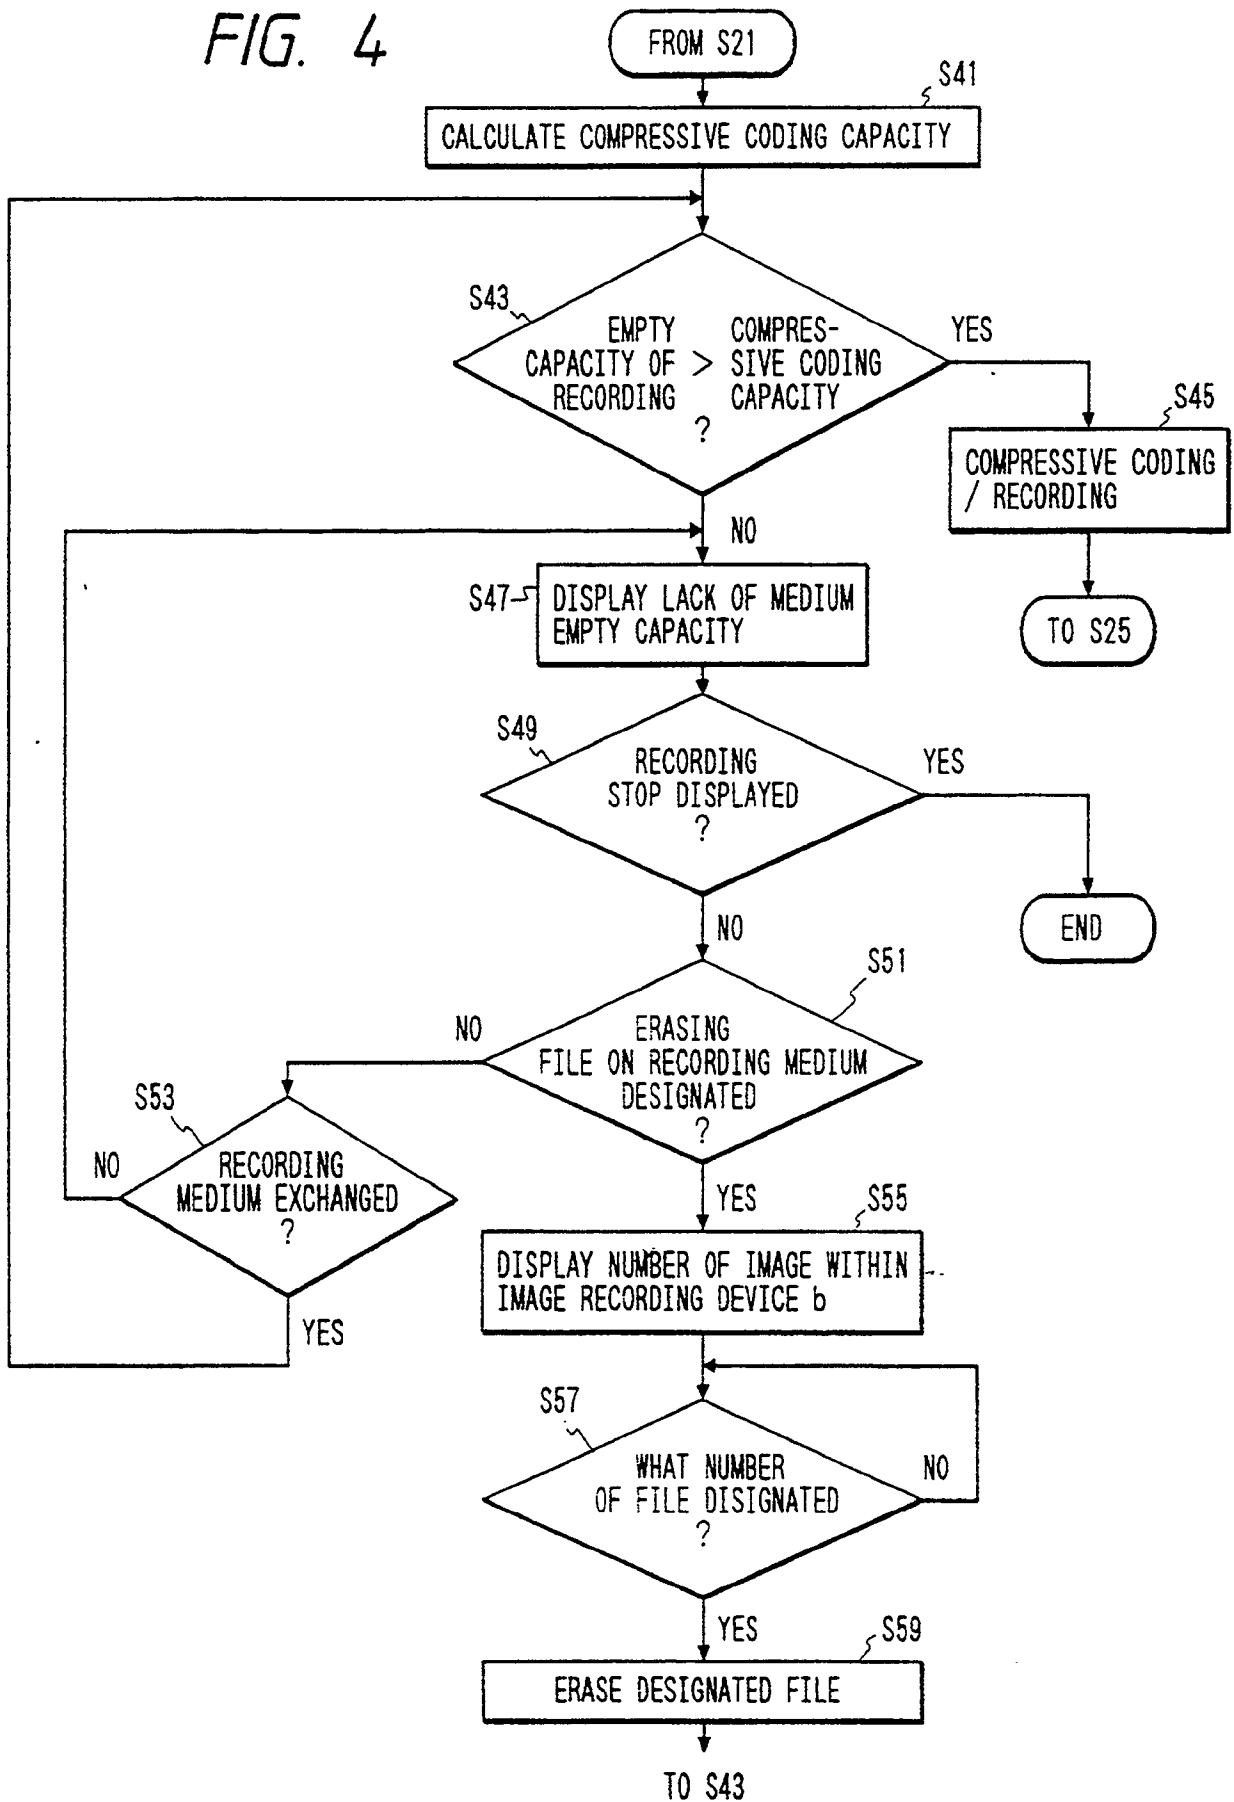 FIG. 4
FROM S21
S41
CALCULATE COMPRESSIVE CODING CAPACITY
S43
EMPTY COMPRES-
CAPACITY OF > SIVE CODING
RECORDING CAPACITY
?
YES
S45
COMPRESSIVE CODING
/ RECORDING
NO
TO S25
S47
DISPLAY LACK OF MEDIUM
EMPTY CAPACITY
S49
RECORDING
STOP DISPLAYED
?
YES
END
NO
S51
ERASING
FILE ON RECORDING MEDIUM
DESIGNATED
?
NO
S53
RECORDING
MEDIUM EXCHANGED
?
NO
YES
YES
S55
DISPLAY NUMBER OF IMAGE WITHIN
IMAGE RECORDING DEVICE b
S57
WHAT NUMBER
OF FILE DISIGNATED
?
NO
YES
S59
ERASE DESIGNATED FILE
TO S43